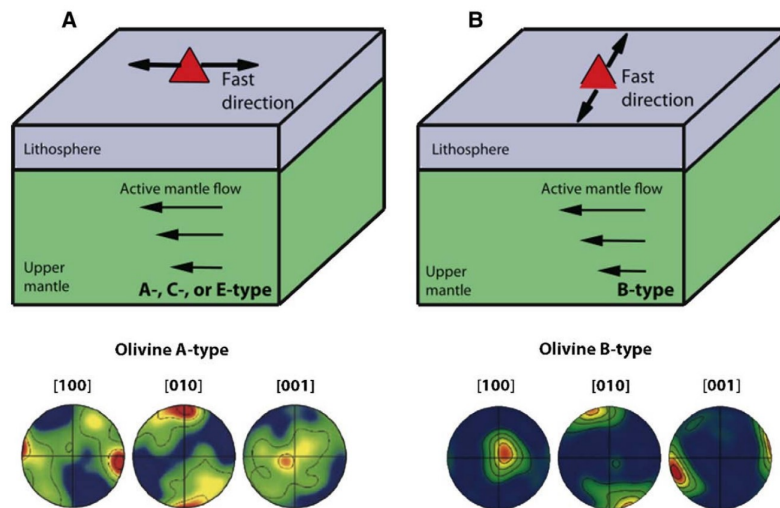 A
Fast
direction
Lithosphere
Active mantle flow
Upper
mantle
A-, C-, or E-type
B
Fast
direction
Lithosphere
Active mantle flow
Upper
mantle
B-type
Olivine A-type
[100]
[010]
[001]
Olivine B-type
[100]
[010]
[001]